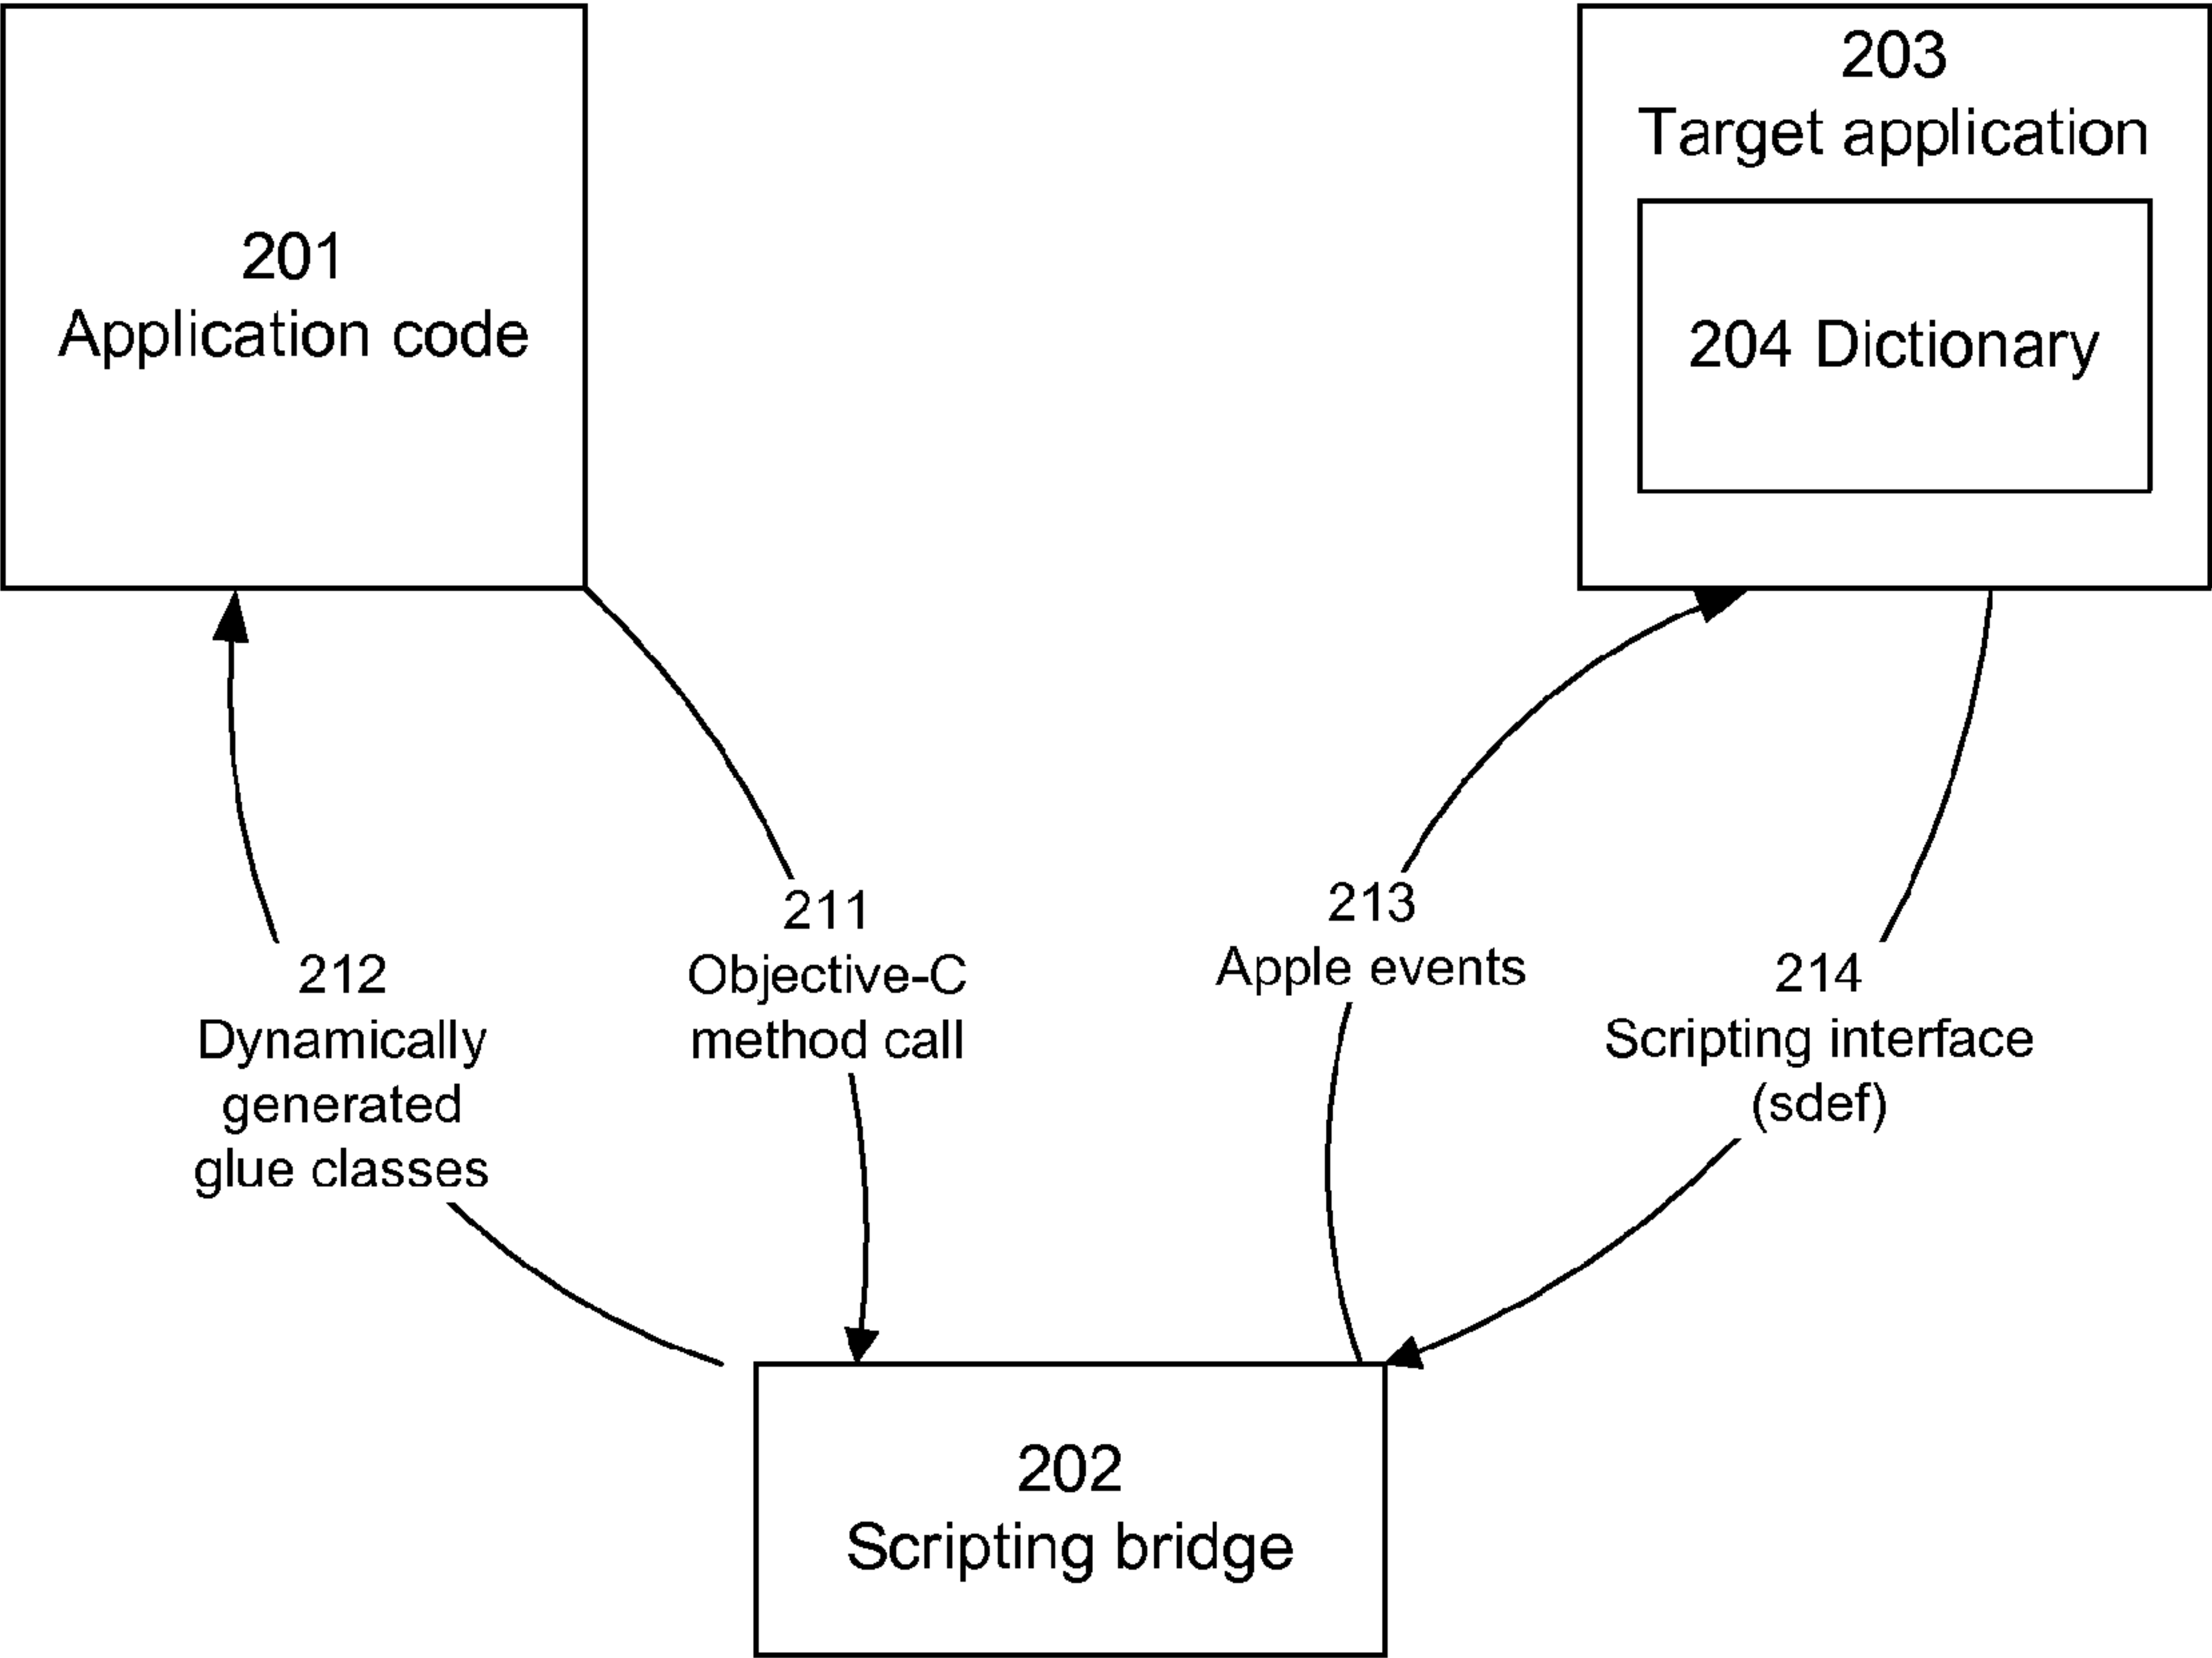 201
Application code
203
Target application
204 Dictionary
212
Dynamically
generated
glue classes
211
Objective-C
method call
213
Apple events
214
Scripting interface
(sdef)
202
Scripting bridge